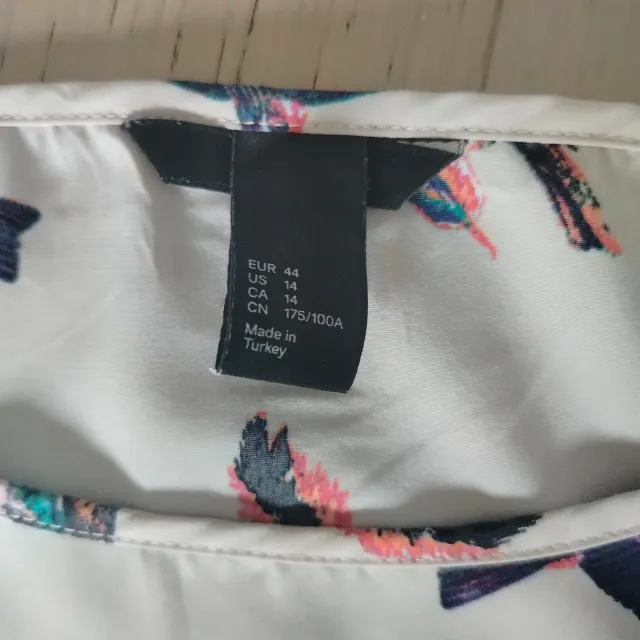 EUR 44
US 14
CA 14
CN 175/100A
Made in
Turkey